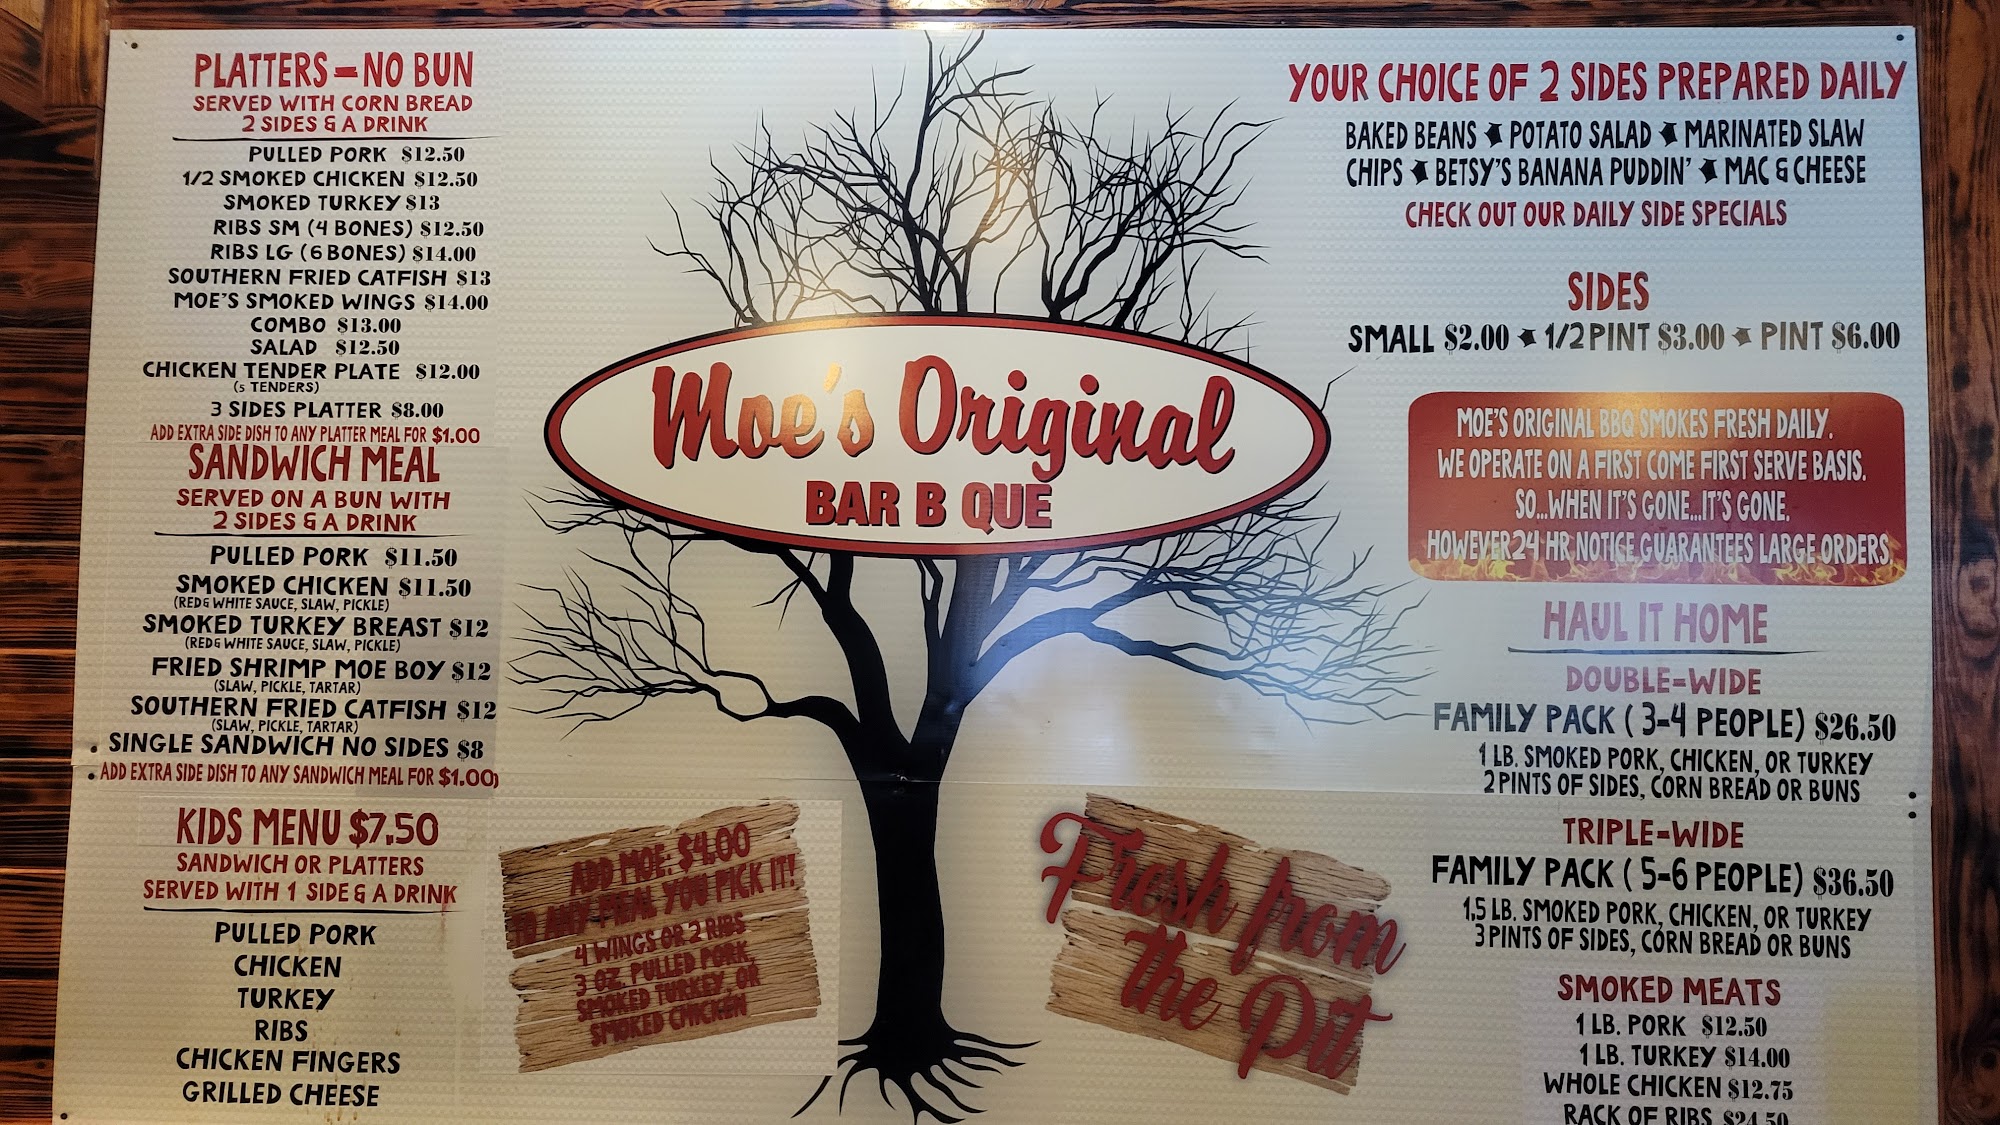 PLATTERS - NO BUN
SERVED WITH CORN BREAD
2 SIDES & A DRINK
PULLED PORK $12.50
1/2 SMOKED CHICKEN $12.50
SMOKED TURKEY $13
RIBS SM (4 BONES) $12.50
RIBS LG (6 BONES) $14.00
SOUTHERN FRIED CATFISH $13
MOE'S SMOKED WINGS $14.00
COMBO $13.00
SALAD $12.50
CHICKEN TENDER PLATE $12.00
(5 TENDERS)
3 SIDES PLATTER $8.00
ADD EXTRA SIDE DISH TO ANY PLATTER MEAL FOR $1.00
SANDWICH MEAL
SERVED ON A BUN WITH
2 SIDES & A DRINK
PULLED PORK $11.50
SMOKED CHICKEN $11.50
(RED & WHITE SAUCE, SLAW, PICKLE)
SMOKED TURKEY BREAST $12
(RED & WHITE SAUCE, SLAW, PICKLE)
FRIED SHRIMP MOE BOY $12
(SLAW, PICKLE, TARTAR)
SOUTHERN FRIED CATFISH $12
(SLAW, PICKLE, TARTAR)
SINGLE SANDWICH NO SIDES $8
ADD EXTRA SIDE DISH TO ANY SANDWICH MEAL FOR $1.00)
KIDS MENU $7.50
SANDWICH OR PLATTERS
SERVED WITH 1 SIDE & A DRINK
PULLED PORK
CHICKEN
TURKEY
RIBS
CHICKEN FINGERS
GRILLED CHEESE
Moe's Original
BAR B QUE
ADD MOE: $4.00
TO ANY MEAL YOU PICK IT!
4 WINGS OR 2 RIBS
3 OZ. PULLED PORK,
SMOKED TURKEY, OR
SMOKED CHICKEN
Fresh from
the Pit
YOUR CHOICE OF 2 SIDES PREPARED DAILY
BAKED BEANS POTATO SALAD MARINATED SLAW
CHIPS BETSY'S BANANA PUDDIN' MAC & CHEESE
CHECK OUT OUR DAILY SIDE SPECIALS
SIDES
SMALL $2.00 1/2 PINT $3.00 PINT $6.00
MOE'S ORIGINAL BBQ SMOKES FRESH DAILY.
WE OPERATE ON A FIRST COME FIRST SERVE BASIS.
SO...WHEN IT'S GONE...IT'S GONE.
HOWEVER 24 HR NOTICE GUARANTEES LARGE ORDERS
HAUL IT HOME
DOUBLE-WIDE
FAMILY PACK (3-4 PEOPLE) $26.50
1 LB. SMOKED PORK, CHICKEN, OR TURKEY
2 PINTS OF SIDES, CORN BREAD OR BUNS
TRIPLE-WIDE
FAMILY PACK (5-6 PEOPLE) $36.50
1.5 LB. SMOKED PORK, CHICKEN, OR TURKEY
3 PINTS OF SIDES, CORN BREAD OR BUNS
SMOKED MEATS
1 LB. PORK $12.50
1 LB. TURKEY $14.00
WHOLE CHICKEN $12.75
RACK OF RIBS $24.50